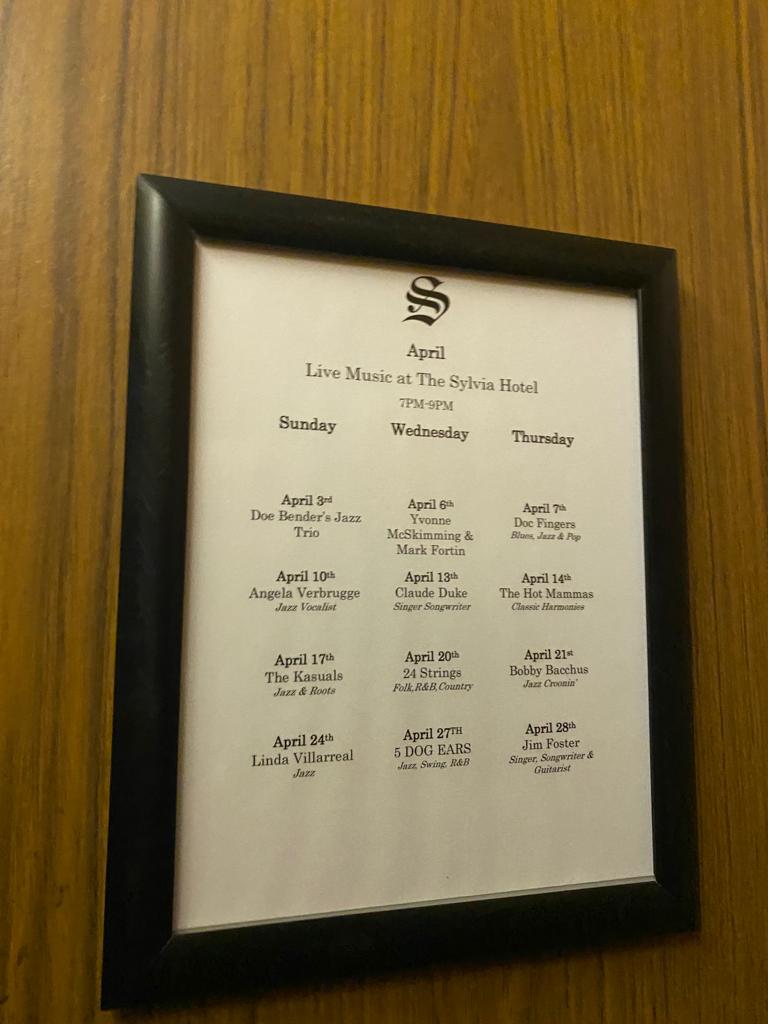 S
April
Live Music at The Sylvia Hotel
7PM-9PM
Sunday
Wednesday
Thursday
April 3rd
Doe Bender's Jazz
Trio
April 6th
Yvonne
McSkimming &
Mark Fortin
April 7th
Doc Fingers
Blues, Jazz & Pop
April 10th
Angela Verbrugge
Jazz Vocalist
April 13th
Claude Duke
Singer Songwriter
April 14th
The Hot Mammas
Classic Harmonies
April 17th
The Kasuals
Jazz & Roots
April 20th
24 Strings
Folk,R&B,Country
April 21st
Bobby Bacchus
Jazz Croonin'
April 24th
Linda Villarreal
Jazz
April 27TH
5 DOG EARS
Jazz, Swing, R&B
April 28th
Jim Foster
Singer, Songwriter &
Guitarist